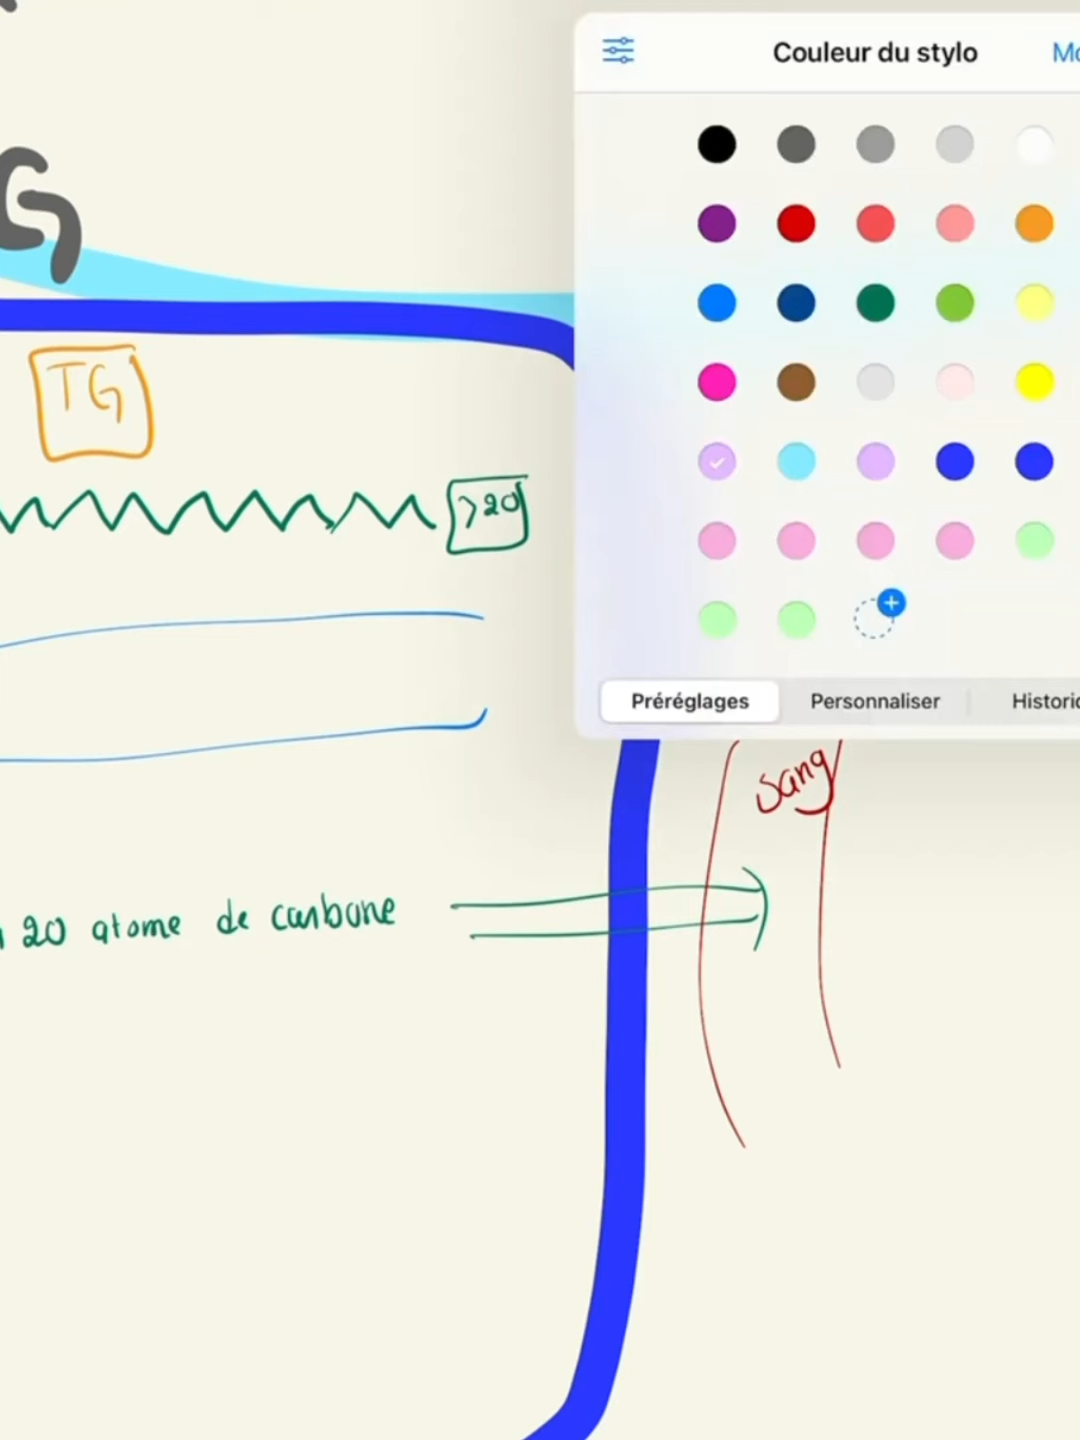 Couleur du stylo
G
TG
>20
Préréglages Personnaliser
Sang
20 atome de carbone